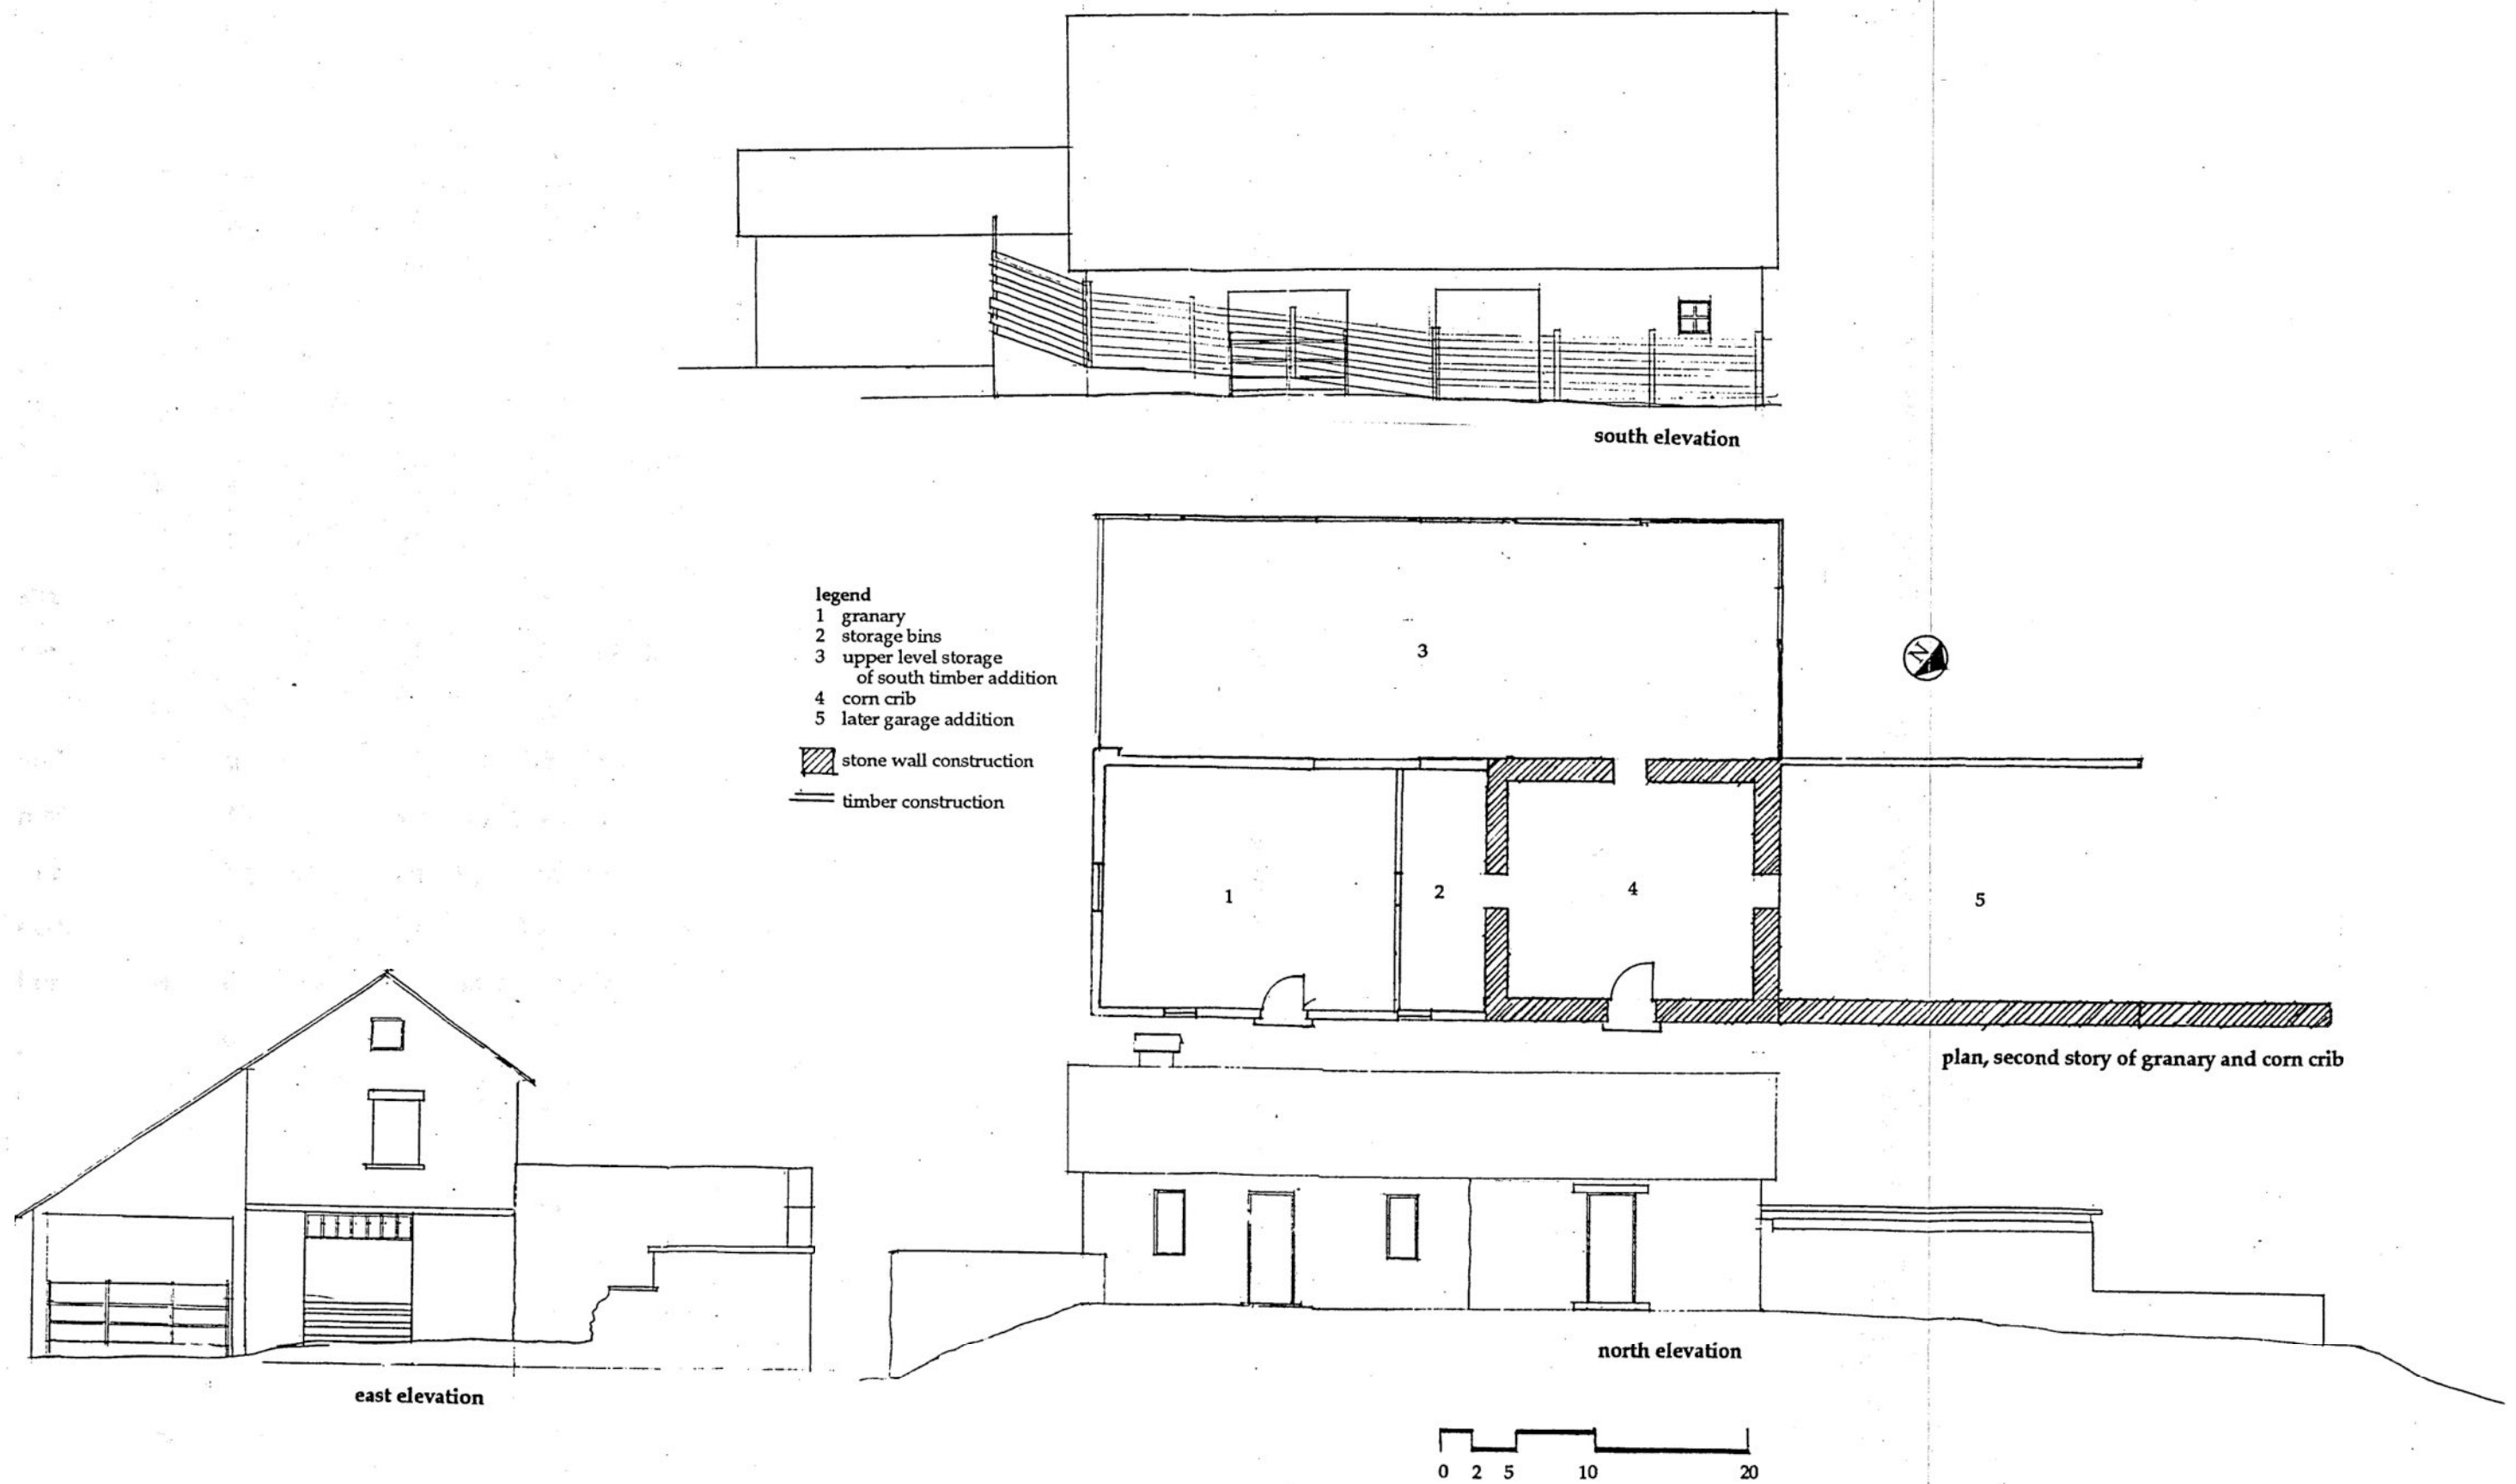 south elevation
legend
1 granary
2 storage bins
3 upper level storage
of south timber addition
4 corn crib
5 later garage addition
stone wall construction
timber construction
3
N
1
2
4
5
plan, second story of granary and corn crib
east elevation
north elevation
0 2 5 10 20